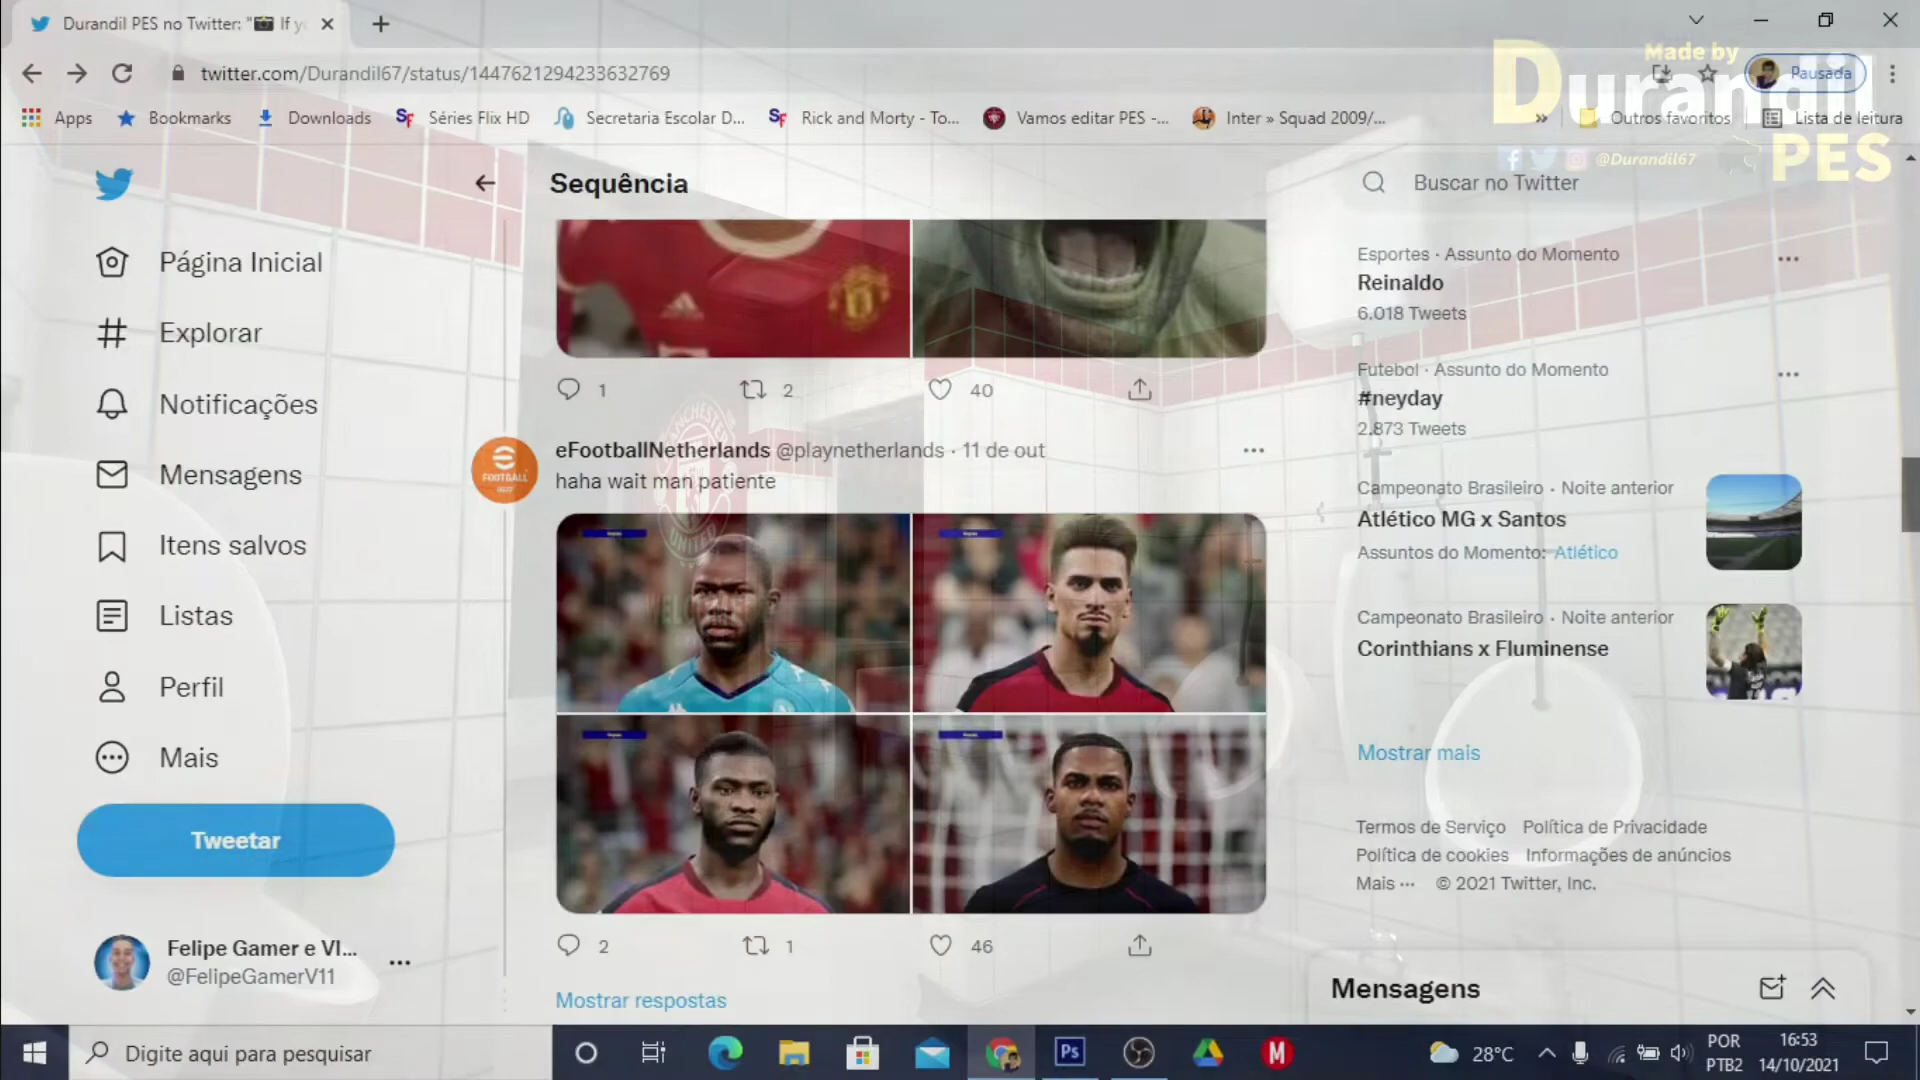 Durandil PES no Twitter: "📸 If y
twitter.com/Durandil67/status/1447621294233632769
Made by
Durandil
PES
@Durandil67
Pausada
Apps
Bookmarks
Downloads
Séries Flix HD
Secretaria Escolar D...
Rick and Morty - To...
Vamos editar PES -...
Inter » Squad 2009/...
»
Outros favoritos
Lista de leitura
Sequência
Buscar no Twitter
Página Inicial
Explorar
Notificações
Mensagens
Itens salvos
Listas
Perfil
Mais
Tweetar
Felipe Gamer e VI...
@FelipeGamerV11
1 2 40
MANCHESTER
UNITED
FOOTBALL
eFootballNetherlands @playnetherlands · 11 de out
haha wait man patiente
2 1 46
Mostrar respostas
Esportes · Assunto do Momento
Reinaldo
6.018 Tweets
Futebol · Assunto do Momento
#neyday
2.873 Tweets
Campeonato Brasileiro · Noite anterior
Atlético MG x Santos
Assuntos do Momento: Atlético
Campeonato Brasileiro · Noite anterior
Corinthians x Fluminense
Mostrar mais
Termos de Serviço Política de Privacidade
Política de cookies Informações de anúncios
Mais ··· © 2021 Twitter, Inc.
Mensagens
Digite aqui para pesquisar
Ps
M
28°C
POR
PTB2
16:53
14/10/2021